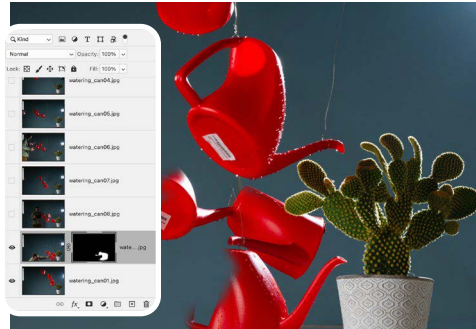 Kind
Normal
Opacity: 100%
Lock:
Fill: 100%
watering_can04.jpg
watering_can05.jpg
watering_can06.jpg
watering_can07.jpg
watering_can08.jpg
wate... .jpg
watering_can01.jpg
fx